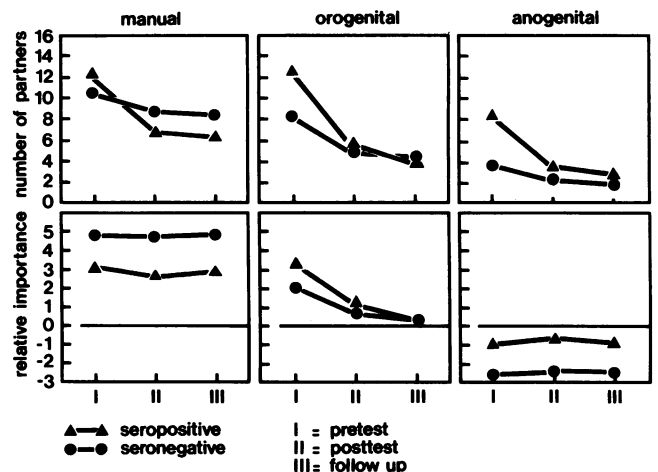 manual orogenital anogenital
number of partners
16
14
12
10
8
6
4
2
0
relative importance
5
4
3
2
1
0
-1
-2
-3
I II III I II III I II III
seropositive I = pretest
seronegative II = posttest
III = follow up